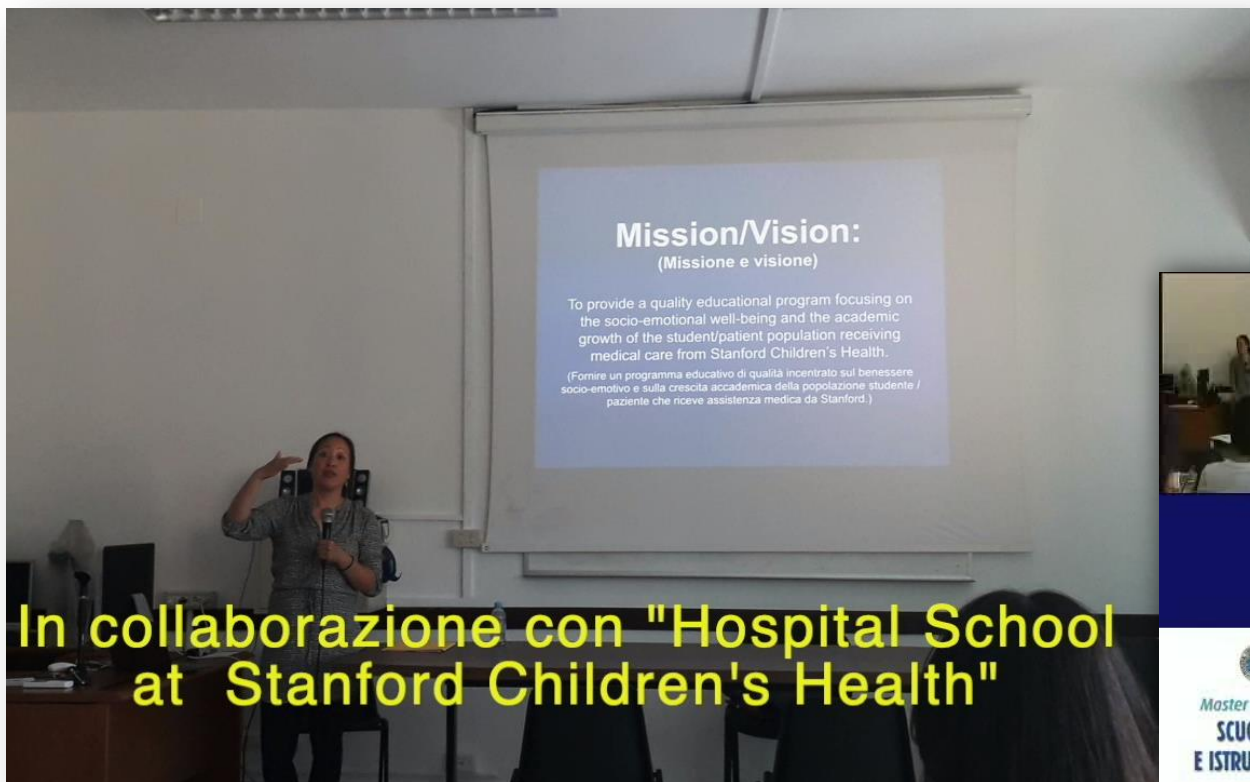 Mission/Vision:
(Missione e visione)
To provide a quality educational program focusing on
the socio-emotional well-being and the academic
growth of the student/patient population receiving
medical care from Stanford Children's Health.
(Fornire un programma educativo di qualità incentrato sul benessere
socio-emotivo e sulla crescita accademica della popolazione studente /
paziente che riceve assistenza medica da Stanford.)
In collaborazione con "Hospital School
at Stanford Children's Health"
Master
E